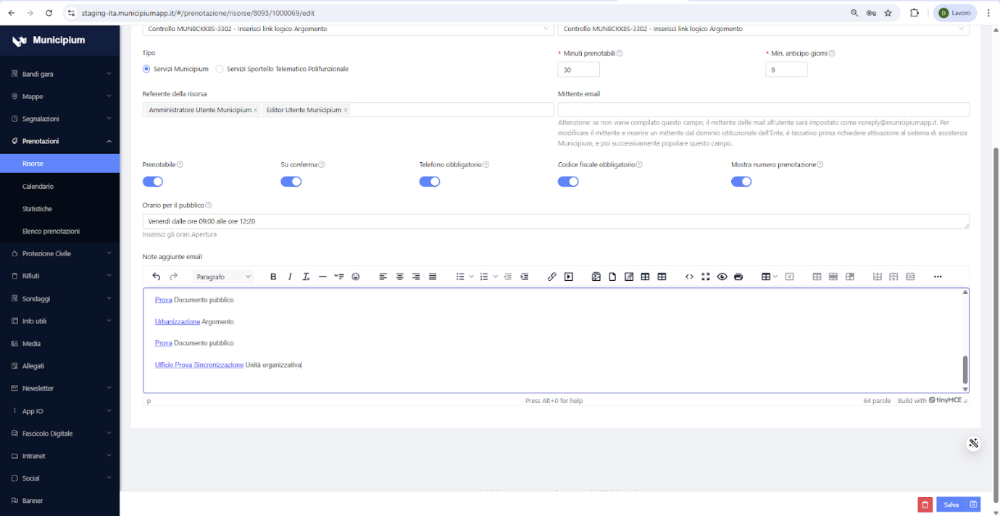 staging-ita.municipiumapp.it/#/prenotazione/risorse/8093/1000069/edit
D Lavoro
Municipium
Bandi gara
Mappe
Segnalazioni
Prenotazioni
Risorse
Calendario
Statistiche
Elenco prenotazioni
Protezione Civile
Rifiuti
Sondaggi
Info utili
Media
Allegati
Newsletter
App IO
Fascicolo Digitale
Intranet
Social
Banner
Controllo MUNBCKK8S-3302 - Inserisci link logico Argomento
Controllo MUNBCKK8S-3302 - Inserisci link logico Argomento
Tipo
* Minuti prenotabili
* Min. anticipo giorni
Servizi Municipium
Servizi Sportello Telematico Polifunzionale
30
9
Referente della risorsa
Mittente email
Amministratore Utente Municipium ×
Editor Utente Municipium ×
Attenzione: se non viene compilato questo campo, il mittente delle mail all'utente sarà impostato come noreply@municipiumapp.it. Per
modificare il mittente e inserire un mittente dal dominio istituzionale dell'Ente, è tassativo prima richiedere attivazione al sistema di assistenza
Municipium, e poi successivamente popolare questo campo.
Prenotabile
Su conferma
Telefono obbligatorio
Codice fiscale obbligatorio
Mostra numero prenotazione
Orario per il pubblico
Venerdì dalle ore 09:00 alle ore 12:20
Inserisci gli orari Apertura
Note aggiunte email
Paragrafo
Prova Documento pubblico
Urbanizzazione Argomento
Prova Documento pubblico
Ufficio Prova Sincronizzazione Unità organizzativa
p
Press Alt+0 for help
64 parole
Build with tinyMCE
Salva